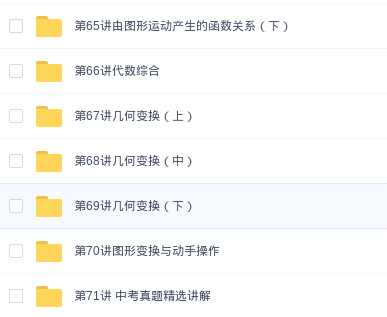 第65讲由图形运动产生的函数关系（下）
第66讲代数综合
第67讲几何变换（上）
第68讲几何变换（中）
第69讲几何变换（下）
第70讲图形变换与动手操作
第71讲 中考真题精选讲解